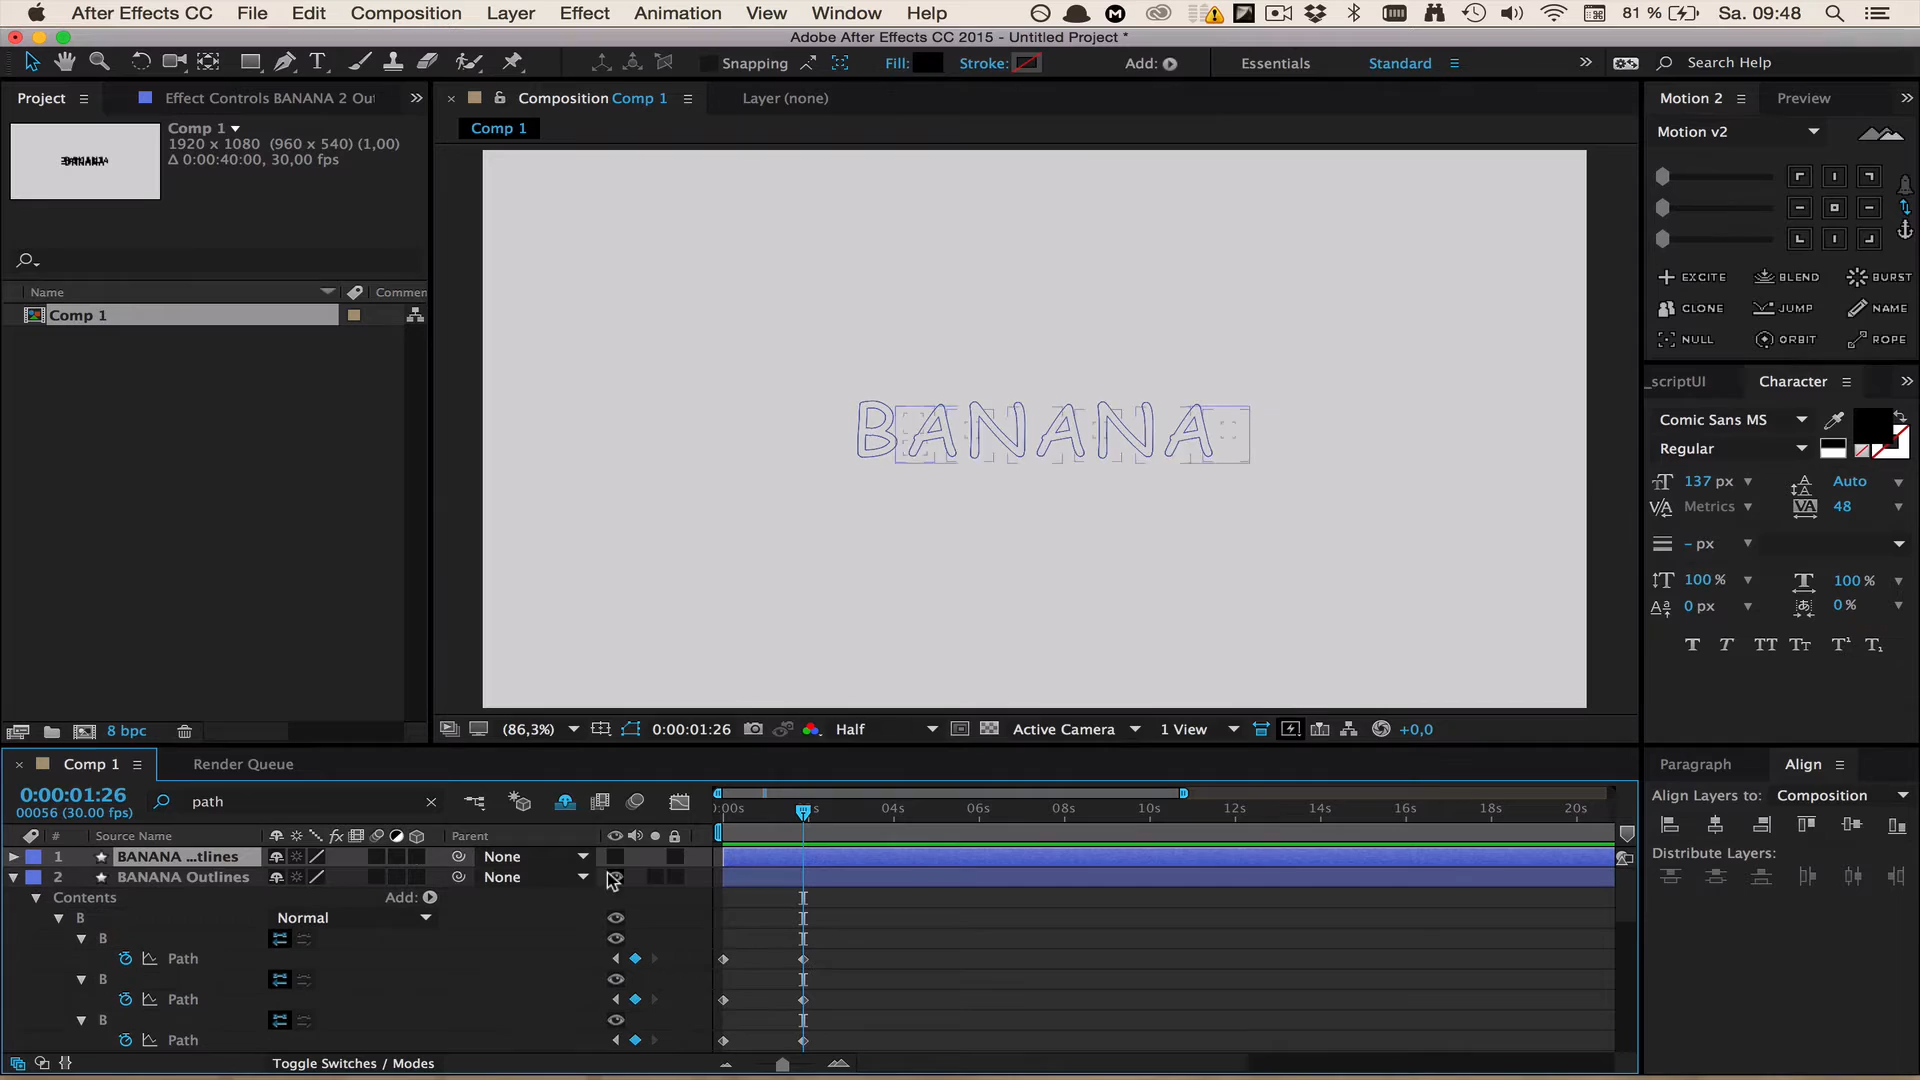 After Effects CC File Edit Composition Layer Effect Animation View Window Help 81 % Sa. 09:48
Adobe After Effects CC 2015 - Untitled Project *
Snapping Fill: Stroke: Add: Essentials Standard Search Help
Project Effect Controls BANANA 2 Out Composition Comp 1 Layer (none) Motion 2 Preview
Comp 1
1920 x 1080 (960 x 540) (1,00)
Δ 0:00:40:00, 30,00 fps
Comp 1
Motion v2
EXCITE BLEND BURST
CLONE JUMP NAME
NULL ORBIT ROPE
Name Commen
Comp 1
BANANA
_scriptUI Character
Comic Sans MS
Regular
137 px Auto
Metrics 48
– px
100 % 100 %
0 px 0 %
T T TT Tт T¹ T₁
8 bpc (86,3%) 0:00:01:26 Half Active Camera 1 View +0,0
Comp 1 Render Queue
0:00:01:26
00056 (30.00 fps)
path
:00s s 04s 06s 08s 10s 12s 14s 16s 18s 20s
# Source Name fx Parent
1 BANANA ...tlines None
2 BANANA Outlines None
Contents Add:
B Normal
B
Path
B
Path
B
Path
Toggle Switches / Modes
Paragraph Align
Align Layers to: Composition
Distribute Layers: